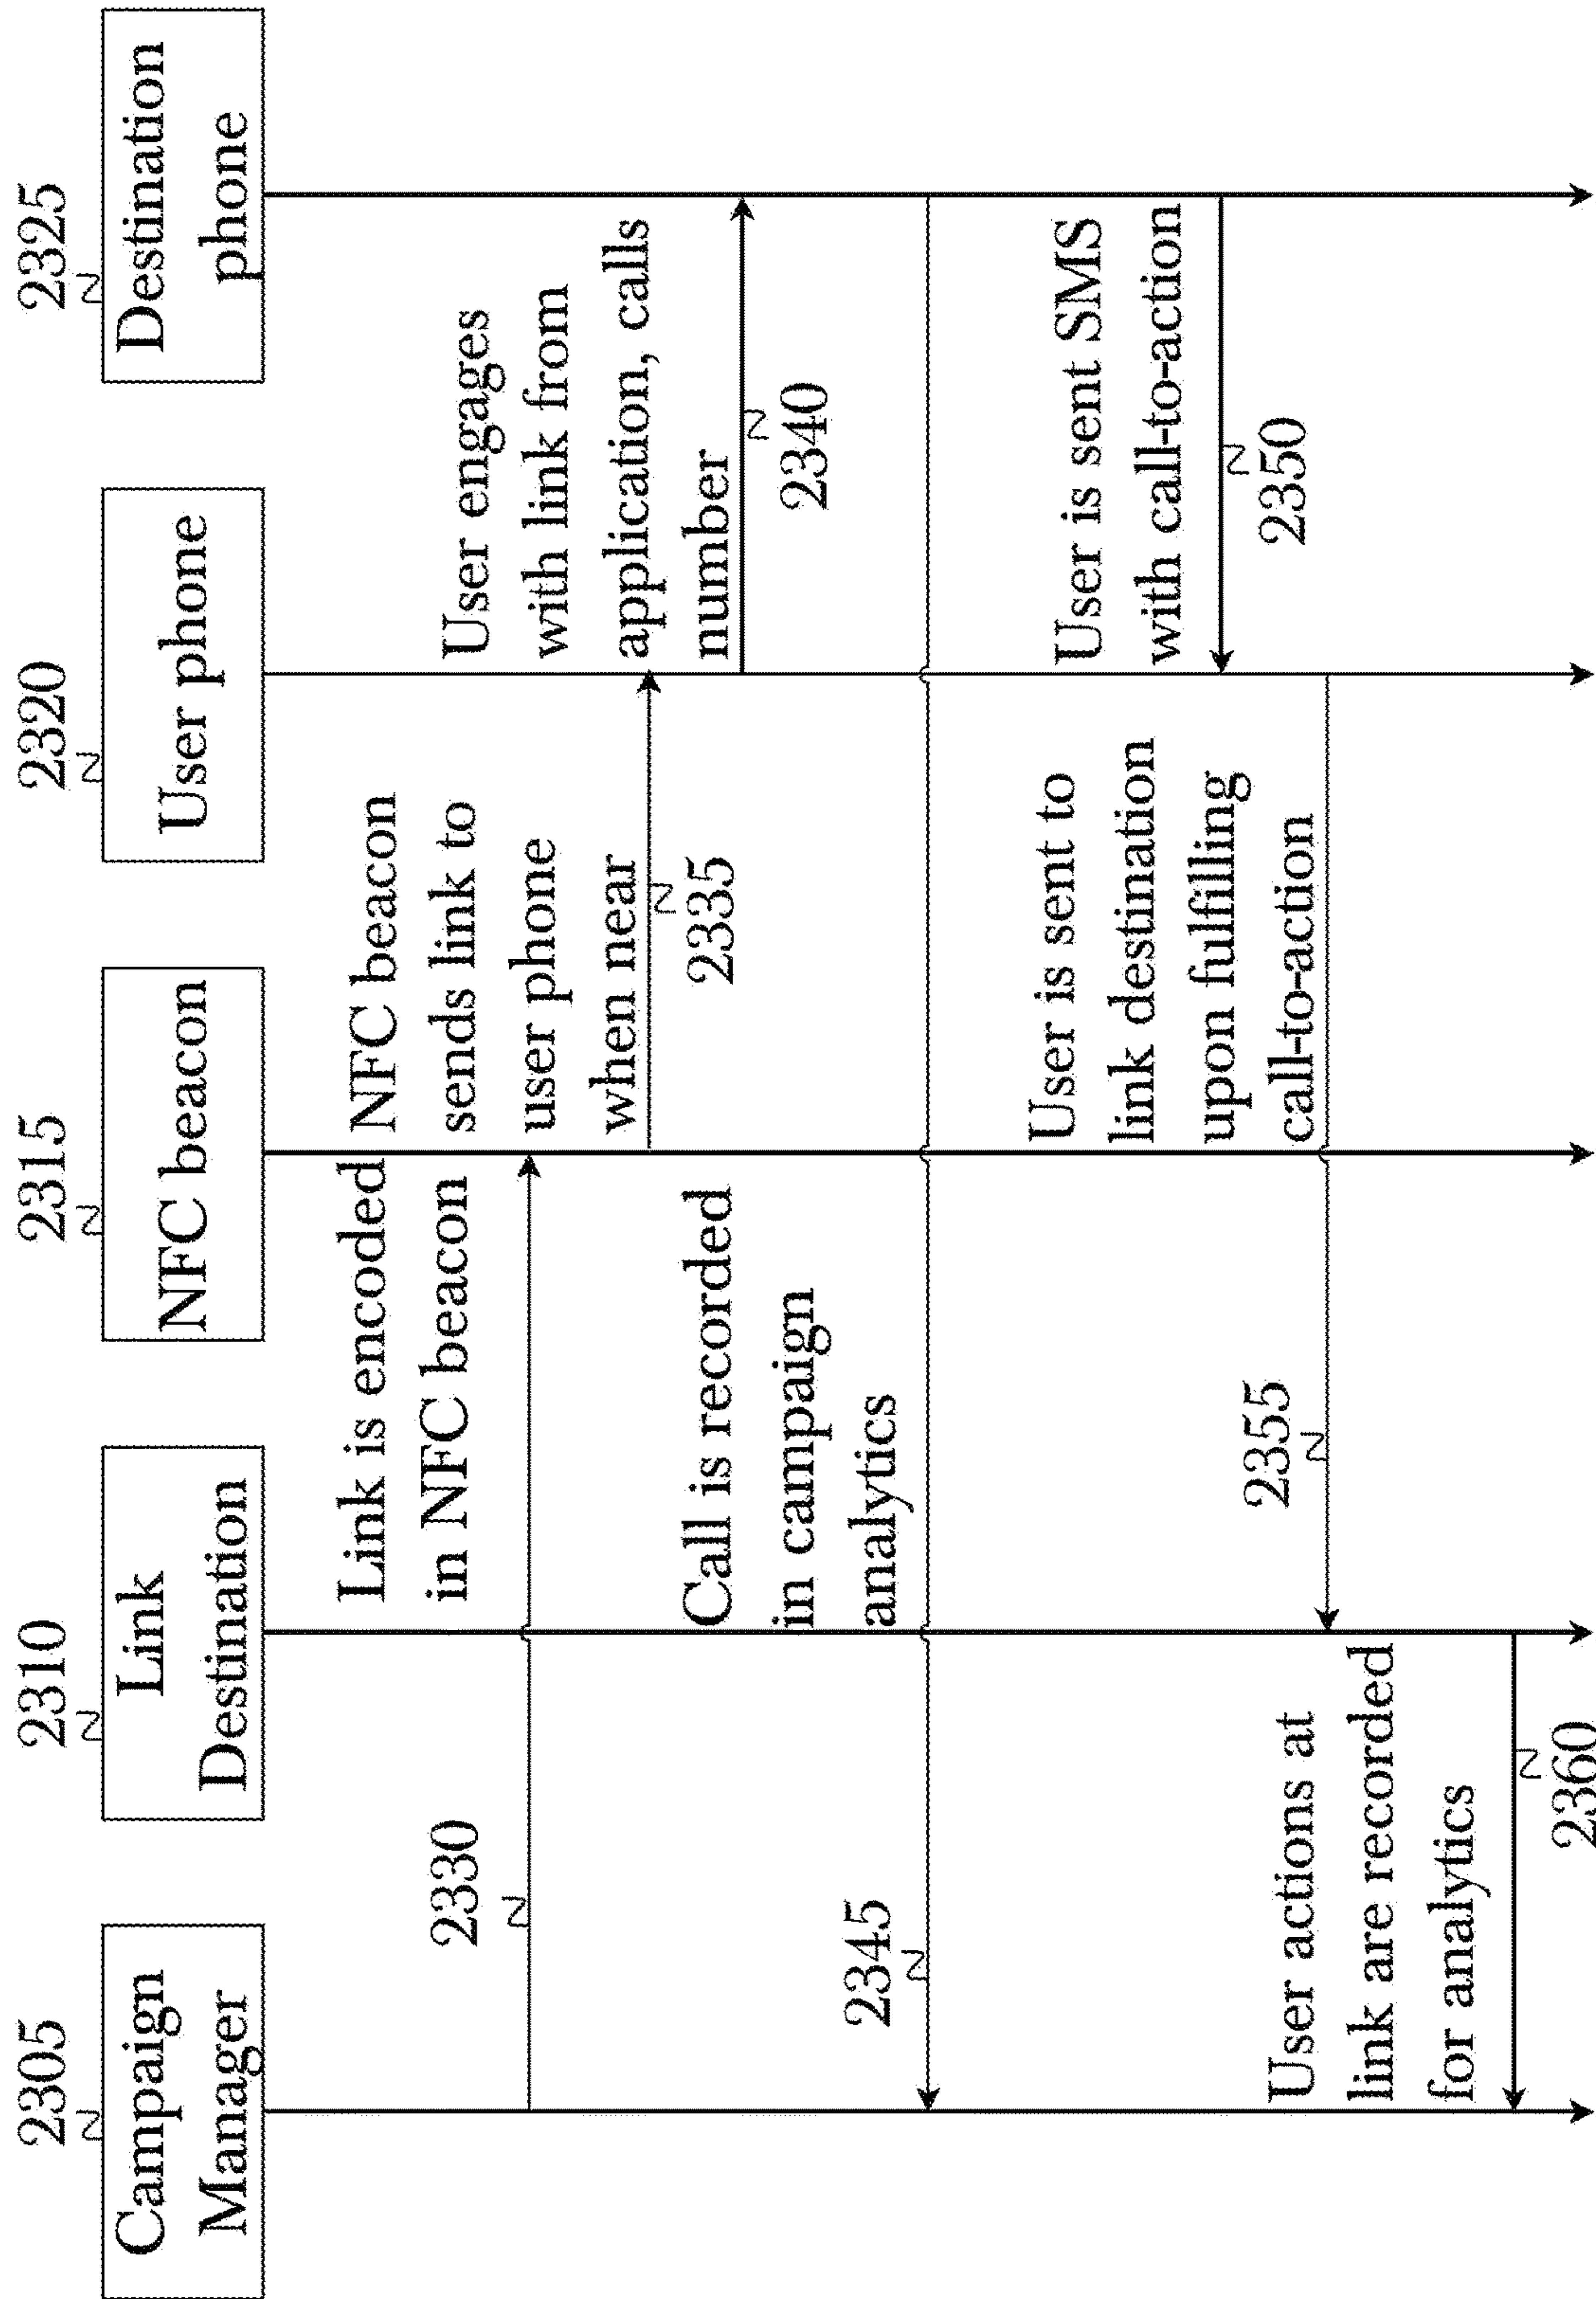 2305
Campaign
Manager
2310
Link
Destination
2315
NFC beacon
2320
User phone
2325
Destination
phone
Link is encoded
in NFC beacon
2330
NFC beacon
sends link to
user phone
when near
2335
User engages
with link from
application, calls
number
2340
Call is recorded
in campaign
analytics
2345
User is sent SMS
with call-to-action
2350
User is sent to
link destination
upon fulfilling
call-to-action
2355
User actions at
link are recorded
for analytics
2360